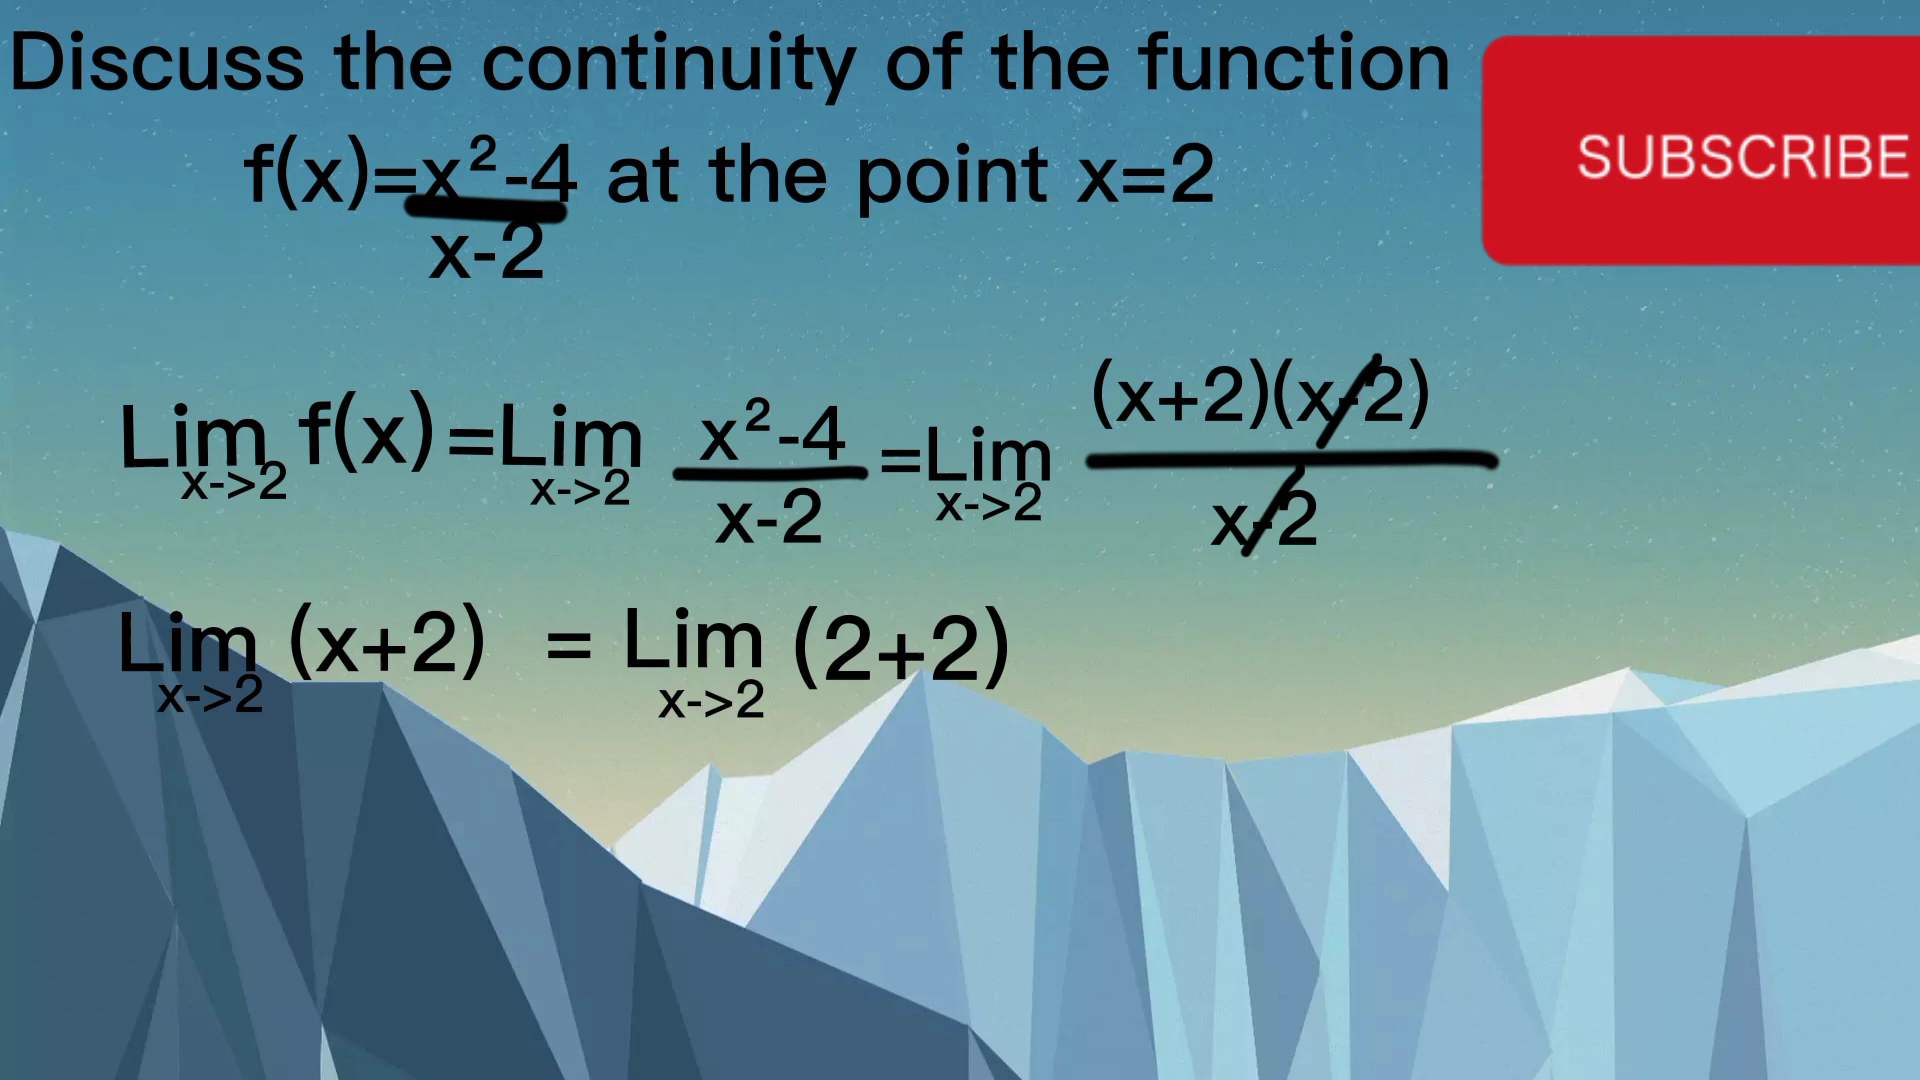 Discuss the continuity of the function
SUBSCRIBE
f(x)=x²-4 at the point x=2
x-2
Lim f(x)=Lim x²-4 =Lim (x+2)(x-2)
x->2 x->2 x-2 x->2 x-2
Lim (x+2) = Lim (2+2)
x->2 x->2